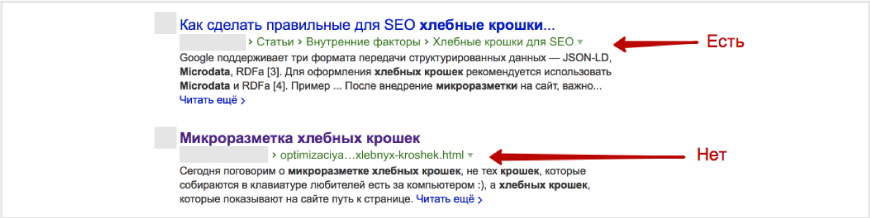 Как сделать правильные для SEO хлебные крошки...
› Статьи › Внутренние факторы › Хлебные крошки для SEO
Есть
Google поддерживает три формата передачи структурированных данных — JSON-LD,
Microdata, RDFa [3]. Для оформления хлебных крошек рекомендуется использовать
Microdata и RDFa [4]. Пример ... После внедрение микроразметки на сайт, важно...
Читать ещё ›
Микроразметка хлебных крошек
› optimizaciya…xlebnyx-kroshek.html
Нет
Сегодня поговорим о микроразметке хлебных крошек, не тех крошек, которые
собираются в клавиатуре любителей есть за компьютером :), а хлебных крошек,
которые показывают на сайте путь к странице. Читать ещё ›